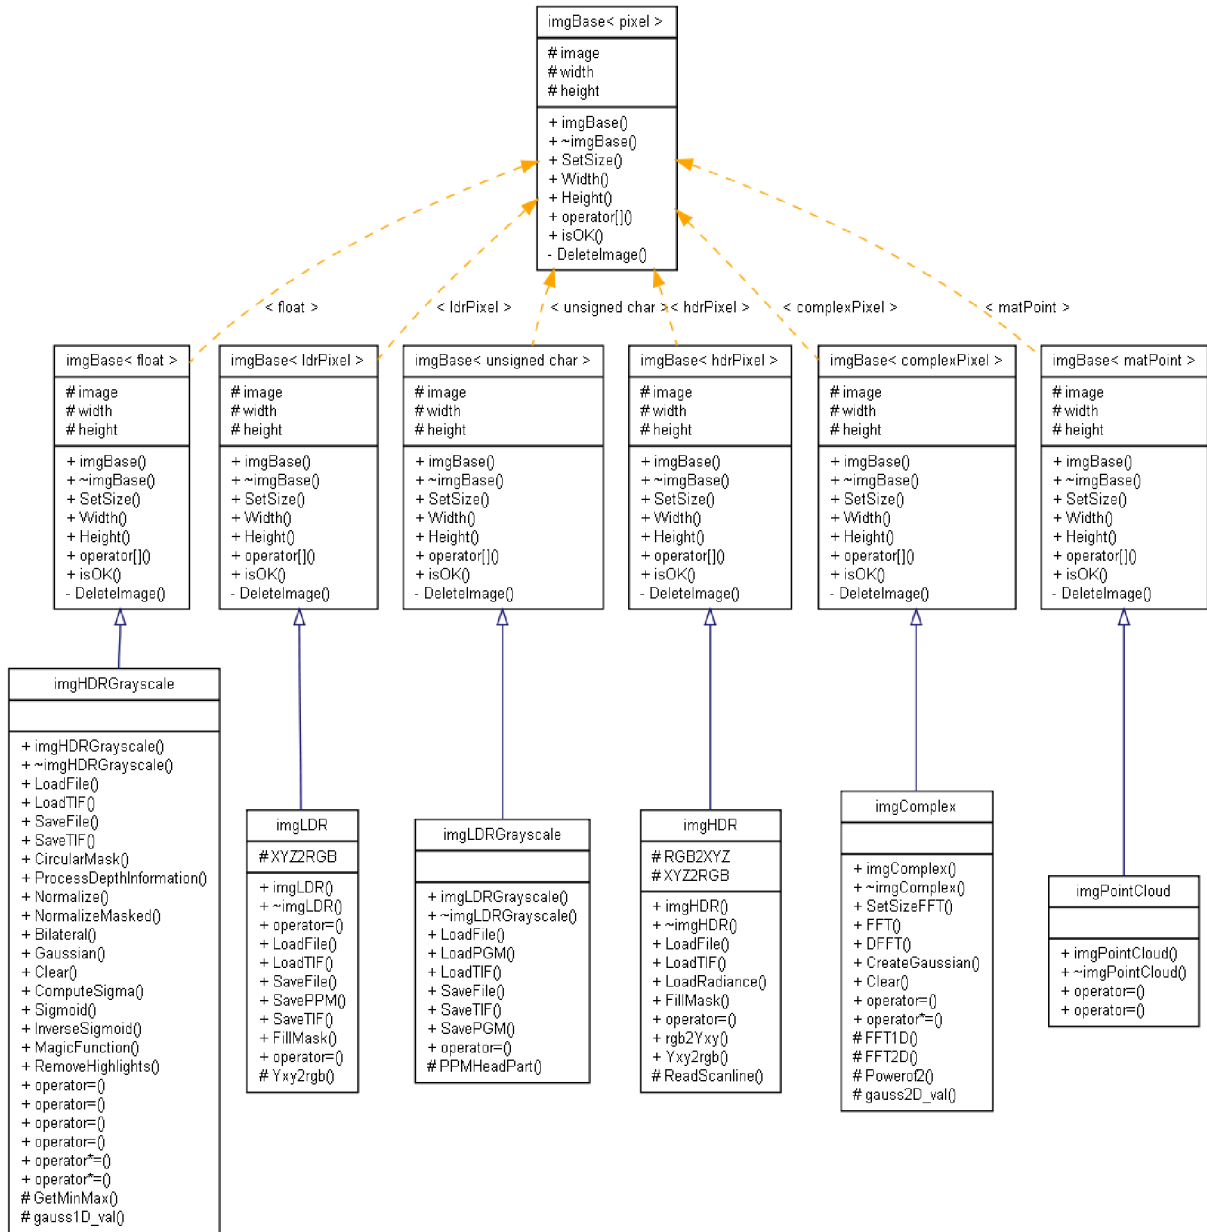 imgBase< pixel >
# image
# width
# height
+ imgBase()
+ ~imgBase()
+ SetSize()
+ Width()
+ Height()
+ operator[]()
+ isOK()
- DeleteImage()
< float >
< ldrPixel >
< unsigned char >
< hdrPixel >
< complexPixel >
< matPoint >
imgBase< float >
# image
# width
# height
+ imgBase()
+ ~imgBase()
+ SetSize()
+ Width()
+ Height()
+ operator[]()
+ isOK()
- DeleteImage()
imgBase< ldrPixel >
# image
# width
# height
+ imgBase()
+ ~imgBase()
+ SetSize()
+ Width()
+ Height()
+ operator[]()
+ isOK()
- DeleteImage()
imgBase< unsigned char >
# image
# width
# height
+ imgBase()
+ ~imgBase()
+ SetSize()
+ Width()
+ Height()
+ operator[]()
+ isOK()
- DeleteImage()
imgBase< hdrPixel >
# image
# width
# height
+ imgBase()
+ ~imgBase()
+ SetSize()
+ Width()
+ Height()
+ operator[]()
+ isOK()
- DeleteImage()
imgBase< complexPixel >
# image
# width
# height
+ imgBase()
+ ~imgBase()
+ SetSize()
+ Width()
+ Height()
+ operator[]()
+ isOK()
- DeleteImage()
imgBase< matPoint >
# image
# width
# height
+ imgBase()
+ ~imgBase()
+ SetSize()
+ Width()
+ Height()
+ operator[]()
+ isOK()
- DeleteImage()
imgHDRGrayscale
+ imgHDRGrayscale()
+ ~imgHDRGrayscale()
+ LoadFile()
+ LoadTIF()
+ SaveFile()
+ SaveTIF()
+ CircularMask()
+ ProcessDepthInformation()
+ Normalize()
+ NormalizeMasked()
+ Bilateral()
+ Gaussian()
+ Clear()
+ ComputeSigma()
+ Sigmoid()
+ InverseSigmoid()
+ MagicFunction()
+ RemoveHighlights()
+ operator=()
+ operator=()
+ operator=()
+ operator=()
+ operator*=()
+ operator*=()
# GetMinMax()
# gauss1D_val()
imgLDR
# XYZ2RGB
+ imgLDR()
+ ~imgLDR()
+ operator=()
+ LoadFile()
+ LoadTIF()
+ SaveFile()
+ SavePPM()
+ SaveTIF()
+ FillMask()
+ operator=()
# Yxy2rgb()
imgLDRGrayscale
+ imgLDRGrayscale()
+ ~imgLDRGrayscale()
+ LoadFile()
+ LoadPGM()
+ LoadTIF()
+ SaveFile()
+ SaveTIF()
+ SavePGM()
+ operator=()
# PPMHeadPart()
imgHDR
# RGB2XYZ
# XYZ2RGB
+ imgHDR()
+ ~imgHDR()
+ LoadFile()
+ LoadTIF()
+ LoadRadiance()
+ FillMask()
+ operator=()
+ rgb2Yxy()
+ Yxy2rgb()
# ReadScanline()
imgComplex
+ imgComplex()
+ ~imgComplex()
+ SetSizeFFT()
+ FFT()
+ DFFT()
+ CreateGaussian()
+ Clear()
+ operator=()
+ operator*=()
# FFT1D()
# FFT2D()
# Powerof2()
# gauss2D_val()
imgPointCloud
+ imgPointCloud()
+ ~imgPointCloud()
+ operator=()
+ operator=()